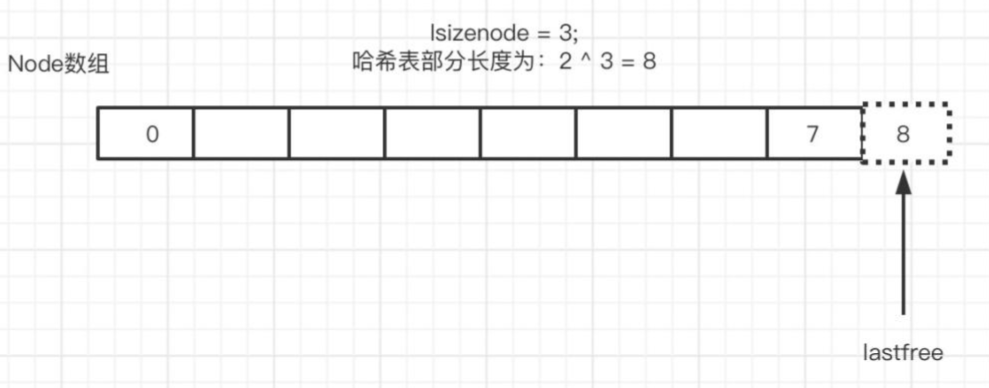 lsizenode = 3;
Node数组
哈希表部分长度为：2 ^ 3 = 8
0
7
8
lastfree